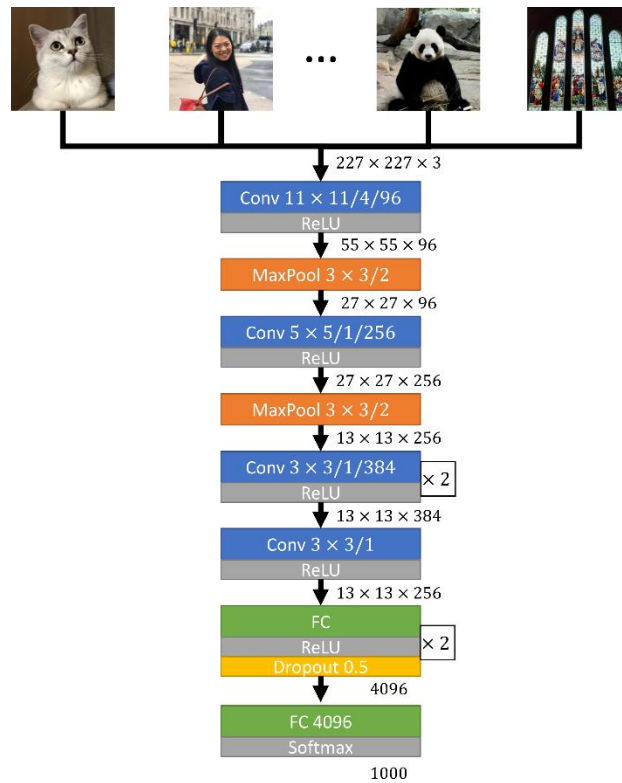 ...
227 × 227 × 3
Conv 11 × 11/4/96
ReLU
55 × 55 × 96
MaxPool 3 × 3/2
27 × 27 × 96
Conv 5 × 5/1/256
ReLU
27 × 27 × 256
MaxPool 3 × 3/2
13 × 13 × 256
Conv 3 × 3/1/384
× 2
ReLU
13 × 13 × 384
Conv 3 × 3/1
ReLU
13 × 13 × 256
FC
× 2
ReLU
Dropout 0.5
4096
FC 4096
Softmax
1000